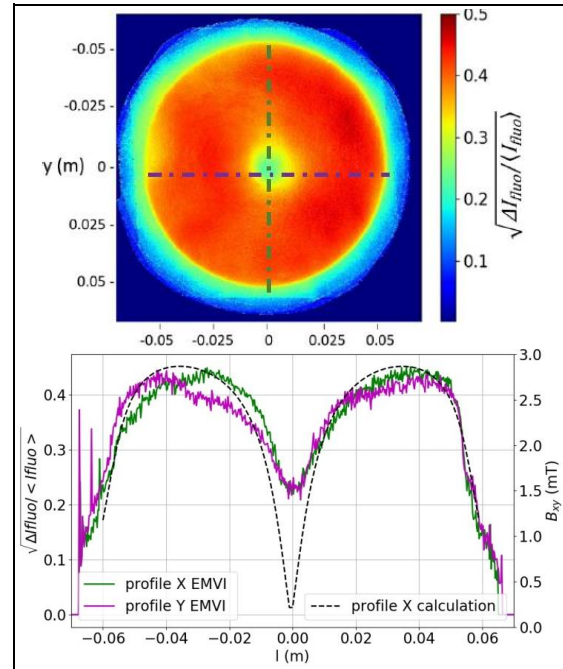 -0.05
-0.025
y (m)
0
0.025
0.05
-0.05 -0.025 0 0.025 0.05
0.5
0.4
0.3
0.2
0.1
√ΔI_fluo/⟨I_fluo⟩
0.4
0.3
0.2
0.1
0.0
√ΔIfluo/ < Ifluo >
3.0
2.5
2.0
1.5
1.0
0.5
0.0
B_xy (mT)
profile X EMVI
profile Y EMVI
profile X calculation
−0.06 −0.04 −0.02 0.00 0.02 0.04 0.06
l (m)